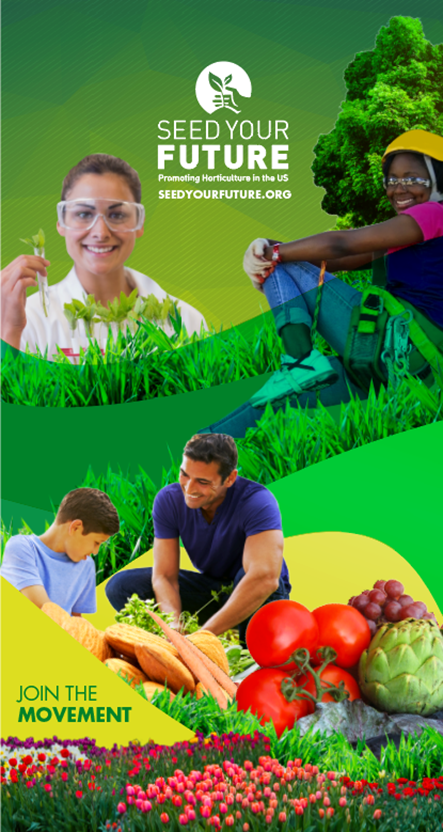 SEED YOUR
FUTURE
Promoting Horticulture in the US
SEEDYOURFUTURE.ORG
JOIN THE
MOVEMENT